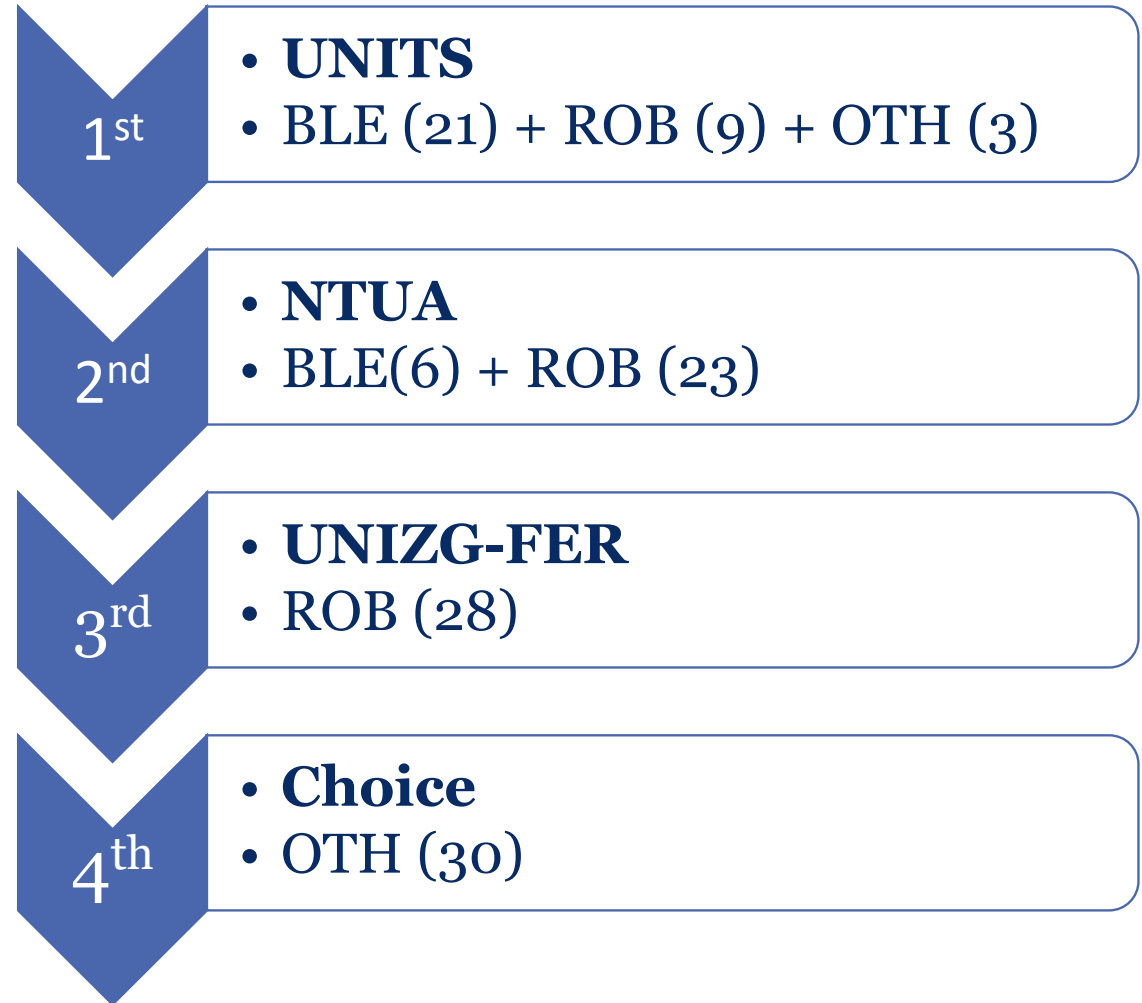 1st
• UNITS
• BLE (21) + ROB (9) + OTH (3)
2nd
• NTUA
• BLE(6) + ROB (23)
3rd
• UNIZG-FER
• ROB (28)
4th
• Choice
• OTH (30)